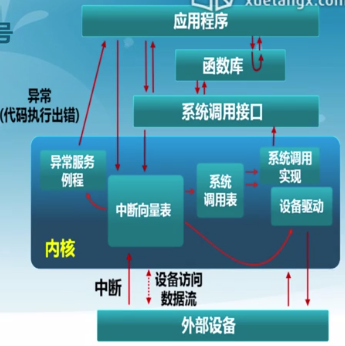 xuetangx.com
号
应用程序
函数库
异常
(代码执行出错)
系统调用接口
异常服务
例程
中断向量表
系统
调用表
系统调用
实现
设备驱动
内核
中断
设备访问
数据流
外部设备